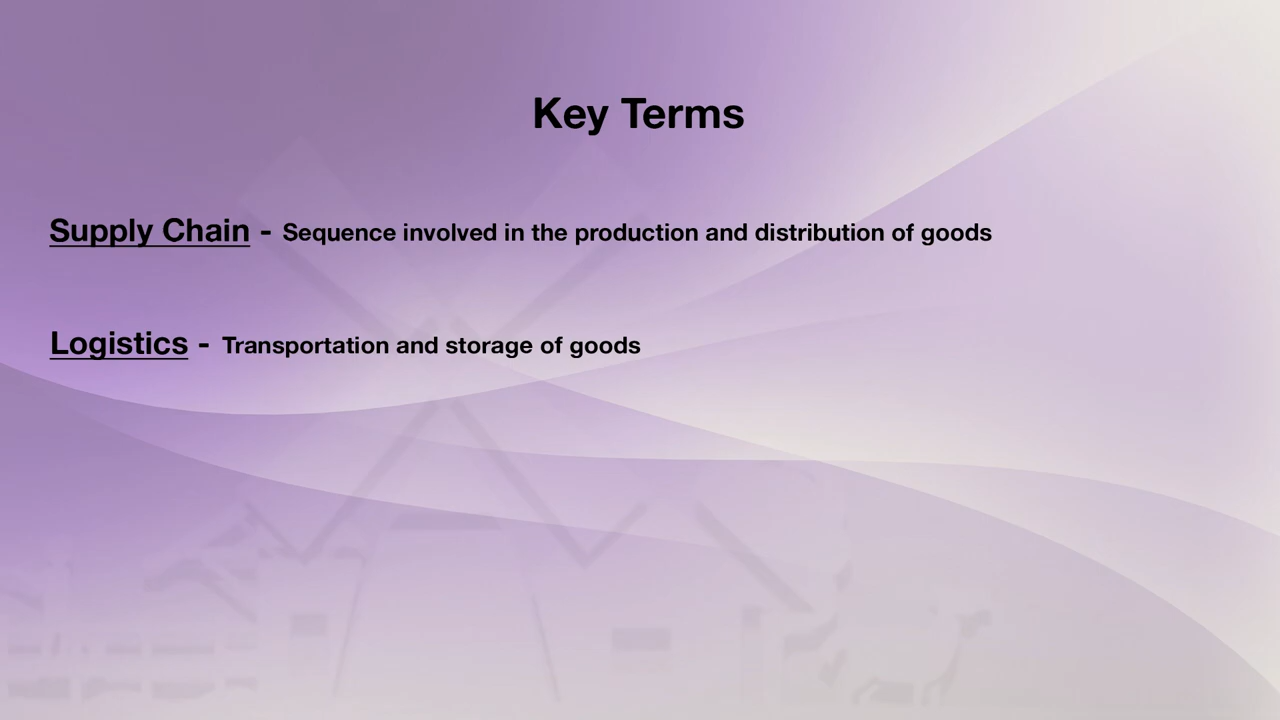 Key Terms
Supply Chain - Sequence involved in the production and distribution of goods
Logistics - Transportation and storage of goods